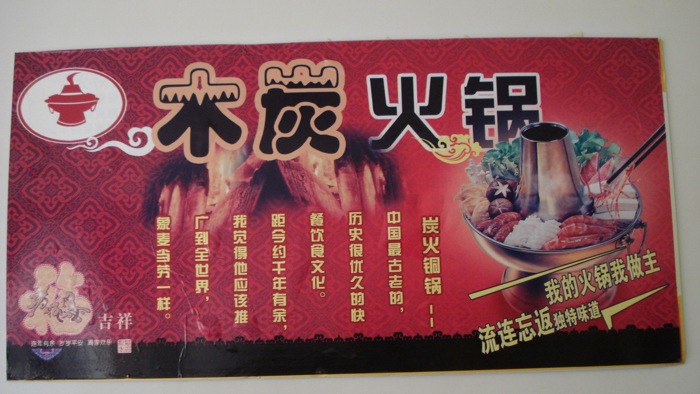 木炭火锅
炭火铜锅——
中国最古老的，
历史很优久的快
餐饮食文化。
距今约千年有余，
我觉得他应该推
广到全世界，
象麦当劳一样。
我的火锅我做主
流连忘返独特味道
福
吉祥